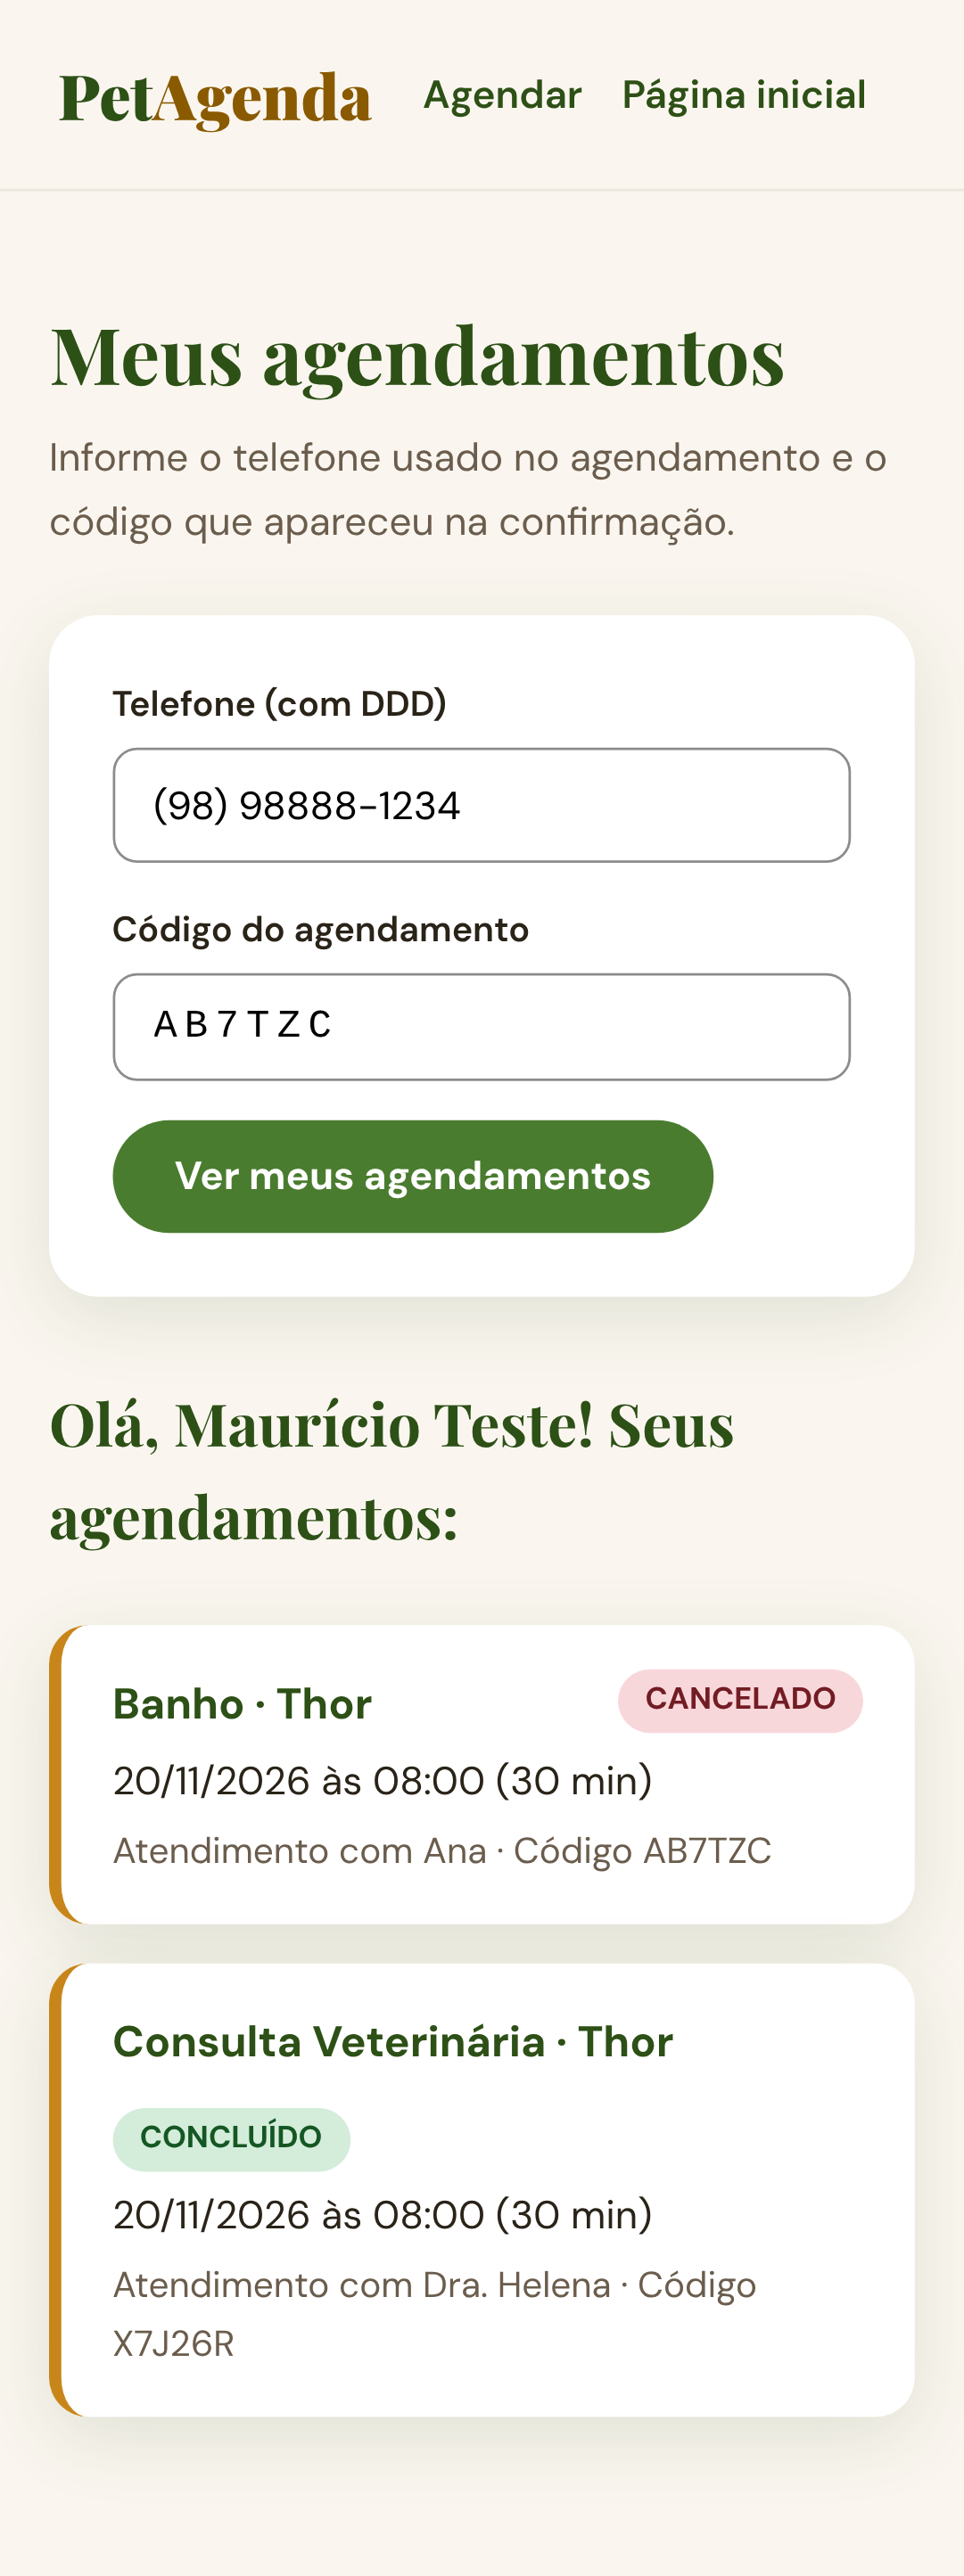 PetAgenda Agendar Página inicial
Meus agendamentos
Informe o telefone usado no agendamento e o
código que apareceu na confirmação.
Telefone (com DDD)
(98) 98888-1234
Código do agendamento
AB7TZC
Ver meus agendamentos
Olá, Maurício Teste! Seus
agendamentos:
Banho · Thor CANCELADO
20/11/2026 às 08:00 (30 min)
Atendimento com Ana · Código AB7TZC
Consulta Veterinária · Thor
CONCLUÍDO
20/11/2026 às 08:00 (30 min)
Atendimento com Dra. Helena · Código
X7J26R